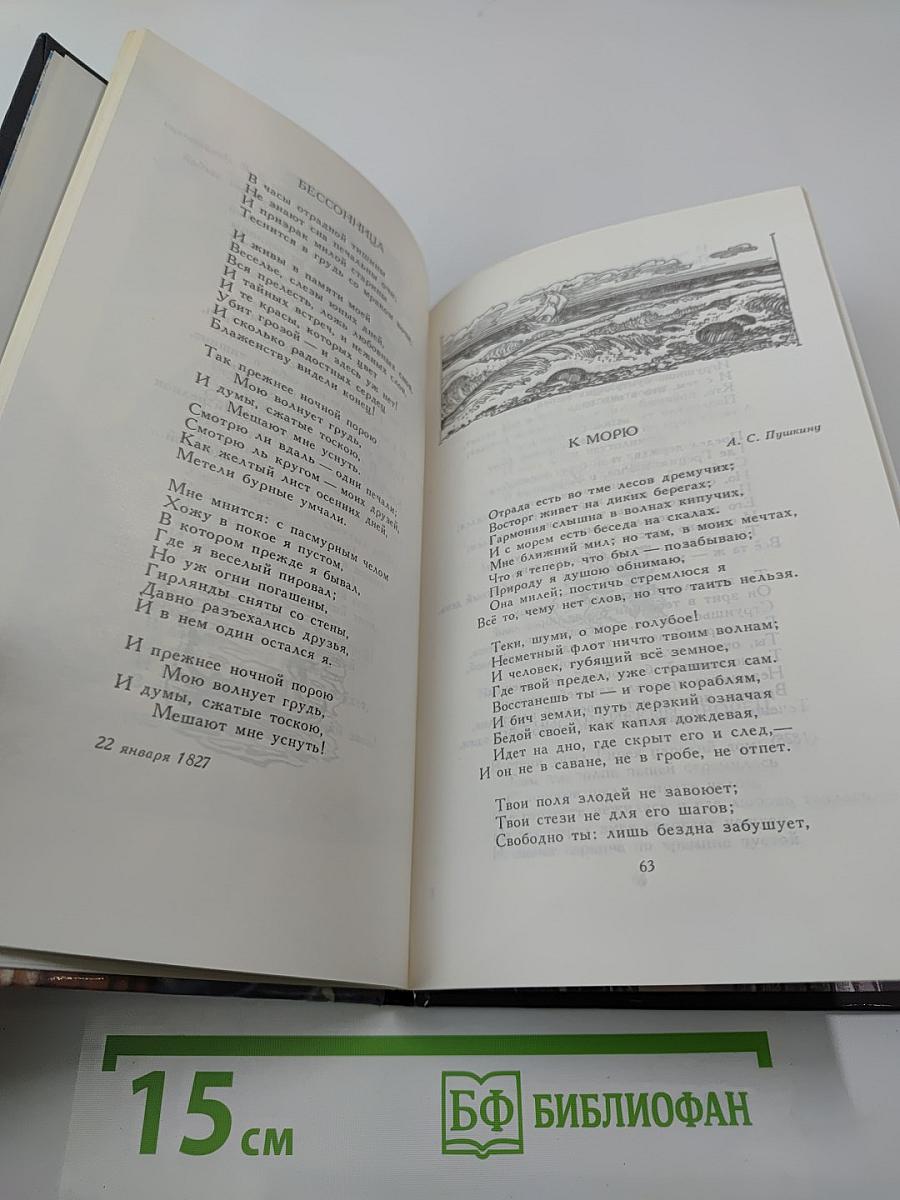 БЕССОННИЦА
В часы отрадной тишины
Не знают сна печальны очи;
И призрак милой старины
Теснится в грудь со мраком ночи;
И живы в памяти моей
Веселье, слезы юных дней,
Вся прелесть, ложь любовных снов,
И тайных встреч, и нежных слов,
И те красы, которых цвет
Убит грозой — и здесь уж нет!
И сколько радостных сердец
Блаженству видели конец!
Так прежнее ночной порою
Мою волнует грудь,
И думы, сжатые тоскою,
Мешают мне уснуть.
Смотрю ли вдаль — одни печали;
Смотрю ль кругом — моих друзей,
Как желтый лист осенних дней,
Метели бурные умчали.
Мне мнится: с пасмурным челом
Хожу в покое я пустом,
В котором прежде я бывал,
Где я веселый пировал;
Но уж огни погашены,
Гирлянды сняты со стены,
Давно разъехались друзья,
И в нем один остался я.
И прежнее ночной порою
Мою волнует грудь,
И думы, сжатые тоскою,
Мешают мне уснуть!
22 января 1827
К МОРЮ
А. С. Пушкину
Отрада есть во тме лесов дремучих;
Восторг живет на диких берегах;
Гармония слышна в волнах кипучих,
И с морем есть беседа на скалах.
Мне ближний мил; но там, в моих мечтах,
Что я теперь, что был — позабываю;
Природу я душою обнимаю;
Она милей; постичь стремлюся я
Всё то, чему нет слов, но что таить нельзя.
Теки, шуми, о море голубое!
Несметный флот ничто твоим волнам;
И человек, губящий всё земное,
Где твой предел, уже страшится сам.
Восстанешь ты — и горе кораблям,
И бич земли, путь дерзкий означая
Бедой своей, как капля дождевая,
Идет на дно, где скрыт его и след,—
И он не в саване, не в гробе, не отпет.
Твои поля злодей не завоюет;
Твои стези не для его шагов;
Свободно ты: лишь бездна забушует,
63
15 см
БФ БИБЛИОФАН